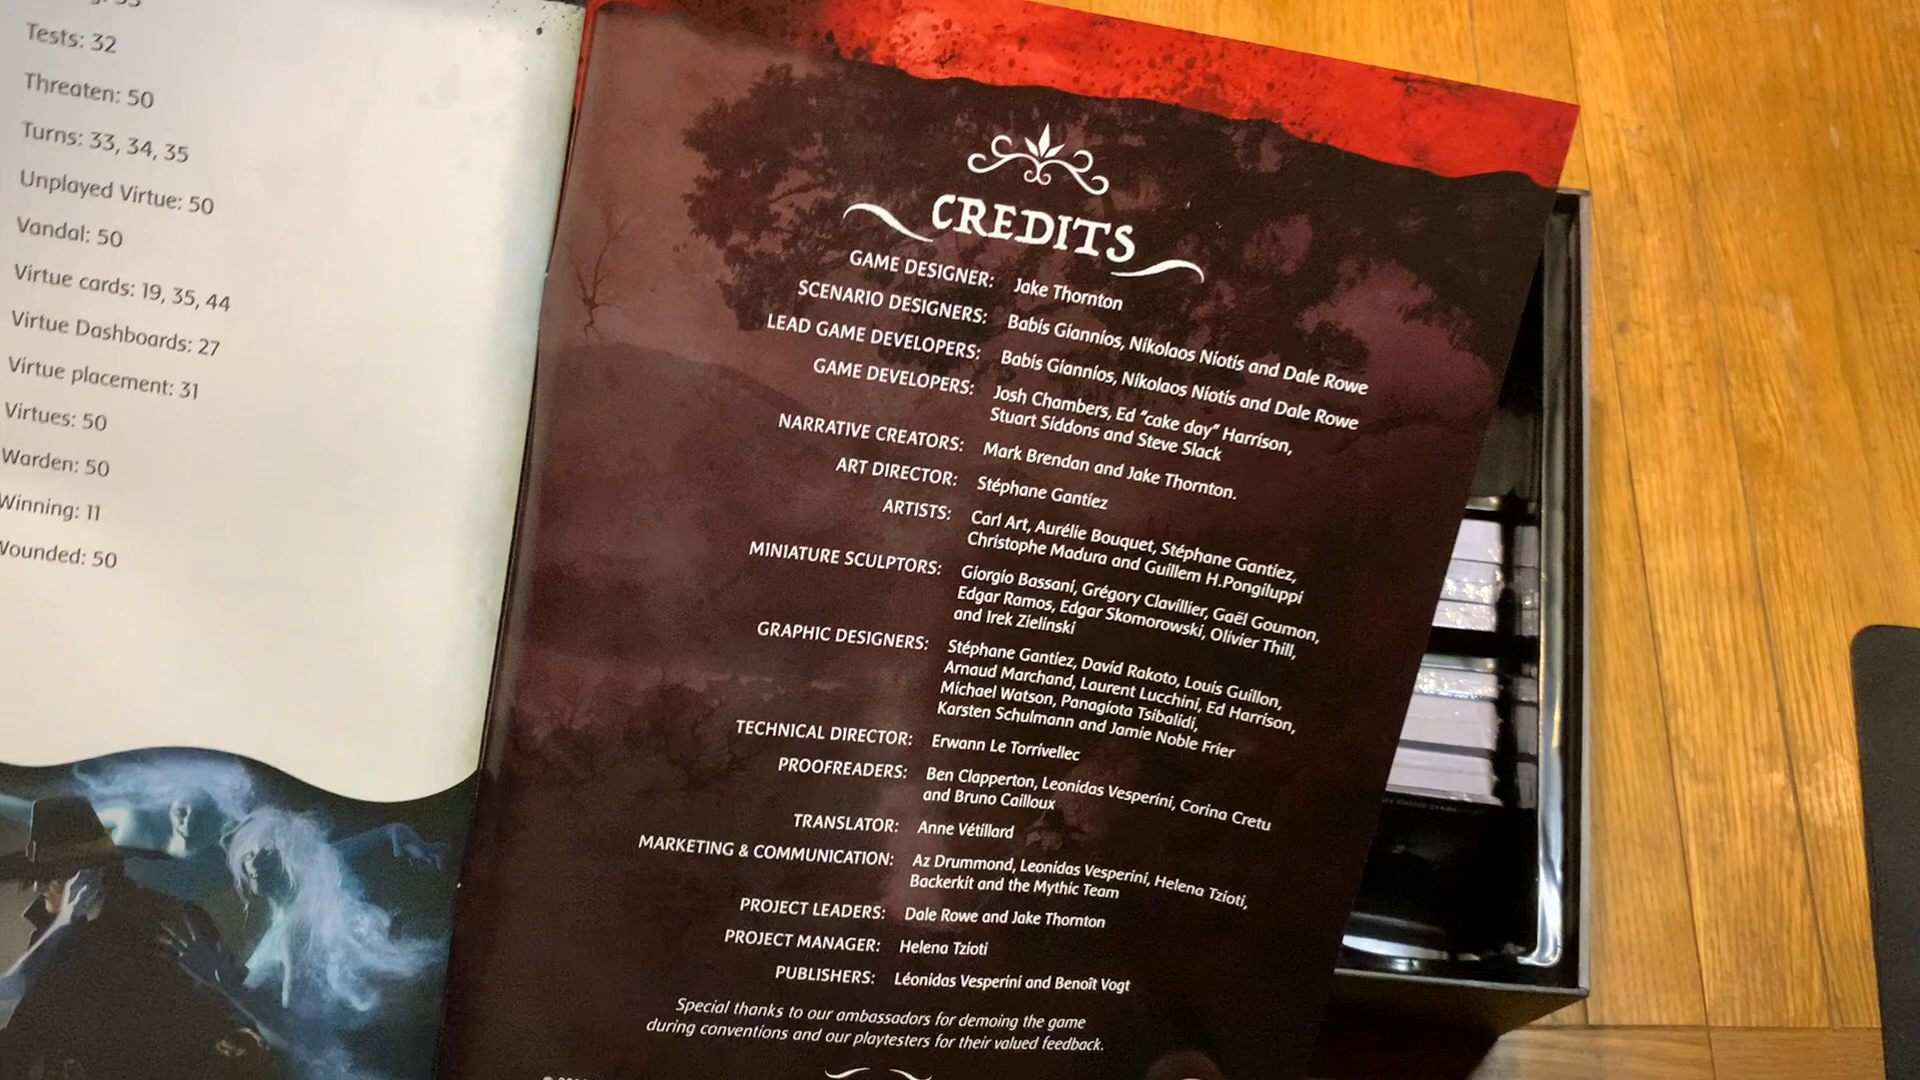 Tests: 32
Threaten: 50
Turns: 33, 34, 35
Unplayed Virtue: 50
Vandal: 50
Virtue cards: 19, 35, 44
Virtue Dashboards: 27
Virtue placement: 31
Virtues: 50
Warden: 50
Winning: 11
Wounded: 50
CREDITS
GAME DESIGNER: Jake Thornton
SCENARIO DESIGNERS: Babis Giannios, Nikolaos Niotis and Dale Rowe
LEAD GAME DEVELOPERS: Babis Giannios, Nikolaos Niotis and Dale Rowe
GAME DEVELOPERS: Josh Chambers, Ed "cake day" Harrison,
Stuart Siddons and Steve Slack
NARRATIVE CREATORS: Mark Brendan and Jake Thornton.
ART DIRECTOR: Stéphane Gantiez
ARTISTS: Carl Art, Aurélie Bouquet, Stéphane Gantiez,
Christophe Madura and Guillem H.Pongiluppi
MINIATURE SCULPTORS: Giorgio Bassani, Grégory Clavillier, Gaël Goumon,
Edgar Ramos, Edgar Skomorowski, Olivier Thill,
and Irek Zielinski
GRAPHIC DESIGNERS: Stéphane Gantiez, David Rakoto, Louis Guillon,
Arnaud Marchand, Laurent Lucchini, Ed Harrison,
Michael Watson, Panagiota Tsibalidi,
Karsten Schulmann and Jamie Noble Frier
TECHNICAL DIRECTOR: Erwann Le Torrivellec
PROOFREADERS: Ben Clapperton, Leonidas Vesperini, Corina Cretu
and Bruno Cailloux
TRANSLATOR: Anne Vétillard
MARKETING & COMMUNICATION: Az Drummond, Leonidas Vesperini, Helena Tzioti,
Backerkit and the Mythic Team
PROJECT LEADERS: Dale Rowe and Jake Thornton
PROJECT MANAGER: Helena Tzioti
PUBLISHERS: Léonidas Vesperini and Benoît Vogt
Special thanks to our ambassadors for demoing the game
during conventions and our playtesters for their valued feedback.